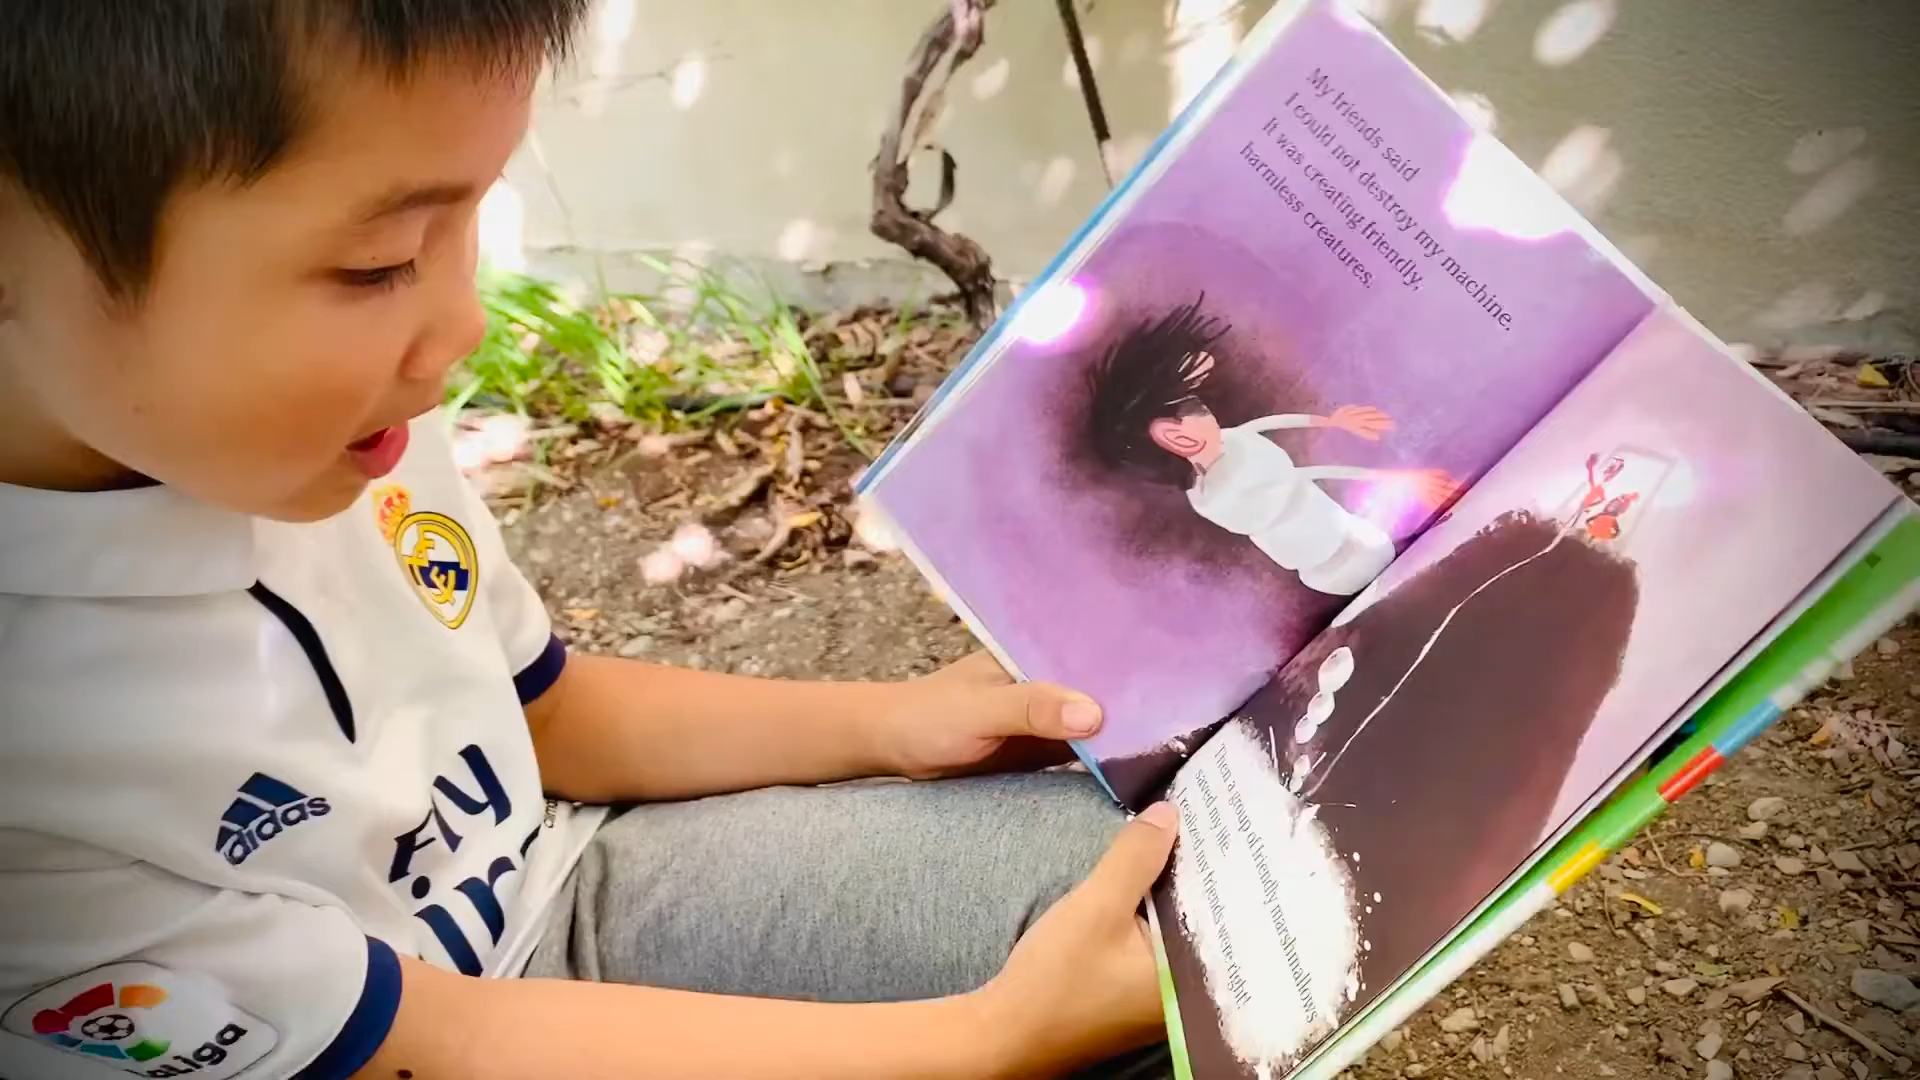 My friends said
I could not destroy my machine.
It was creating friendly,
harmless creatures.
Then a group of friendly marshmallows
saved my life.
I realized my friends were right!
adidas
Fly
LaLiga